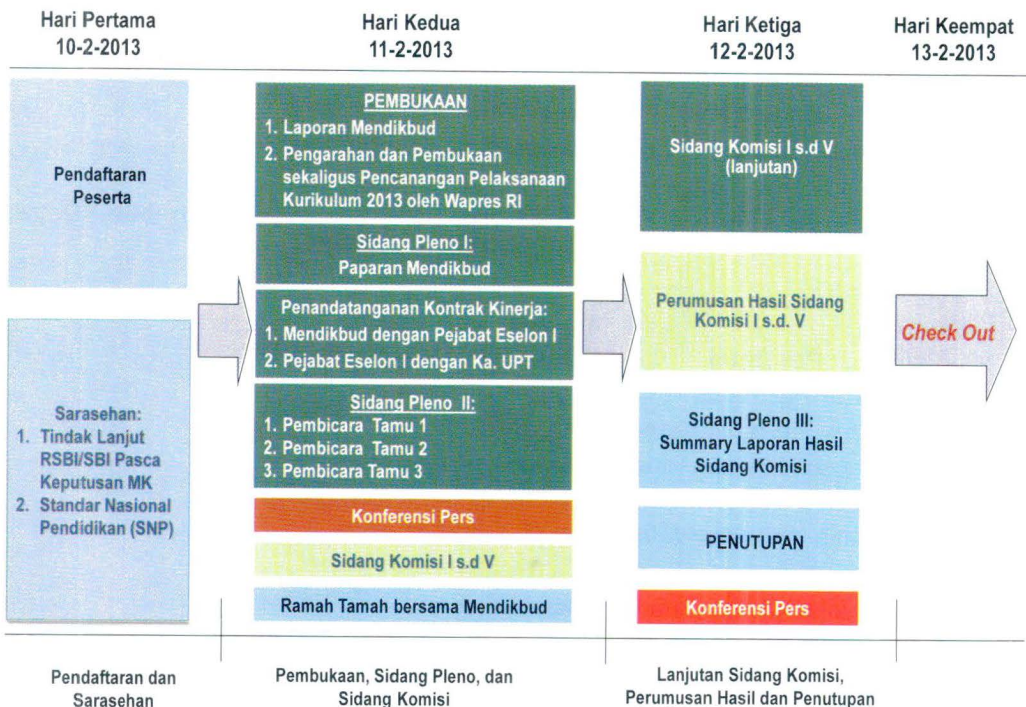 Hari Pertama
10-2-2013
Hari Kedua
11-2-2013
Hari Ketiga
12-2-2013
Hari Keempat
13-2-2013
Pendaftaran
Peserta
Sarasehan:
1. Tindak Lanjut
RSBI/SBI Pasca
Keputusan MK
2. Standar Nasional
Pendidikan (SNP)
PEMBUKAAN
1. Laporan Mendikbud
2. Pengarahan dan Pembukaan
sekaligus Pencanangan Pelaksanaan
Kurikulum 2013 oleh Wapres RI
Sidang Pleno I:
Paparan Mendikbud
Penandatanganan Kontrak Kinerja:
1. Mendikbud dengan Pejabat Eselon I
2. Pejabat Eselon I dengan Ka. UPT
Sidang Pleno II:
1. Pembicara Tamu 1
2. Pembicara Tamu 2
3. Pembicara Tamu 3
Konferensi Pers
Sidang Komisi I s.d V
Ramah Tamah bersama Mendikbud
Sidang Komisi I s.d V
(lanjutan)
Perumusan Hasil Sidang
Komisi I s.d. V
Sidang Pleno III:
Summary Laporan Hasil
Sidang Komisi
PENUTUPAN
Konferensi Pers
Check Out
Pendaftaran dan
Sarasehan
Pembukaan, Sidang Pleno, dan
Sidang Komisi
Lanjutan Sidang Komisi,
Perumusan Hasil dan Penutupan